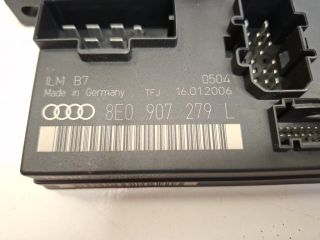 ILM B7 0504
Made in Germany TFJ 16.01.2006
8E0 907 279 L